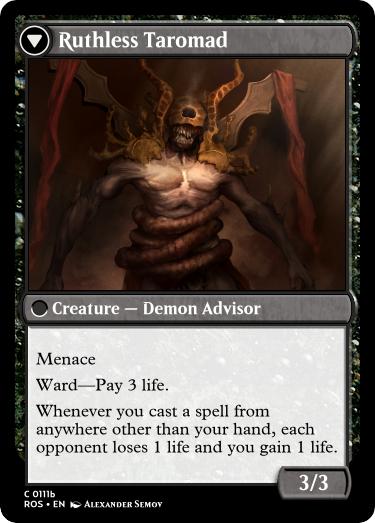 Ruthless Taromad
Creature — Demon Advisor
Menace
Ward—Pay 3 life.
Whenever you cast a spell from
anywhere other than your hand, each
opponent loses 1 life and you gain 1 life.
3/3
C 0111b
ROS • EN Alexander Semov